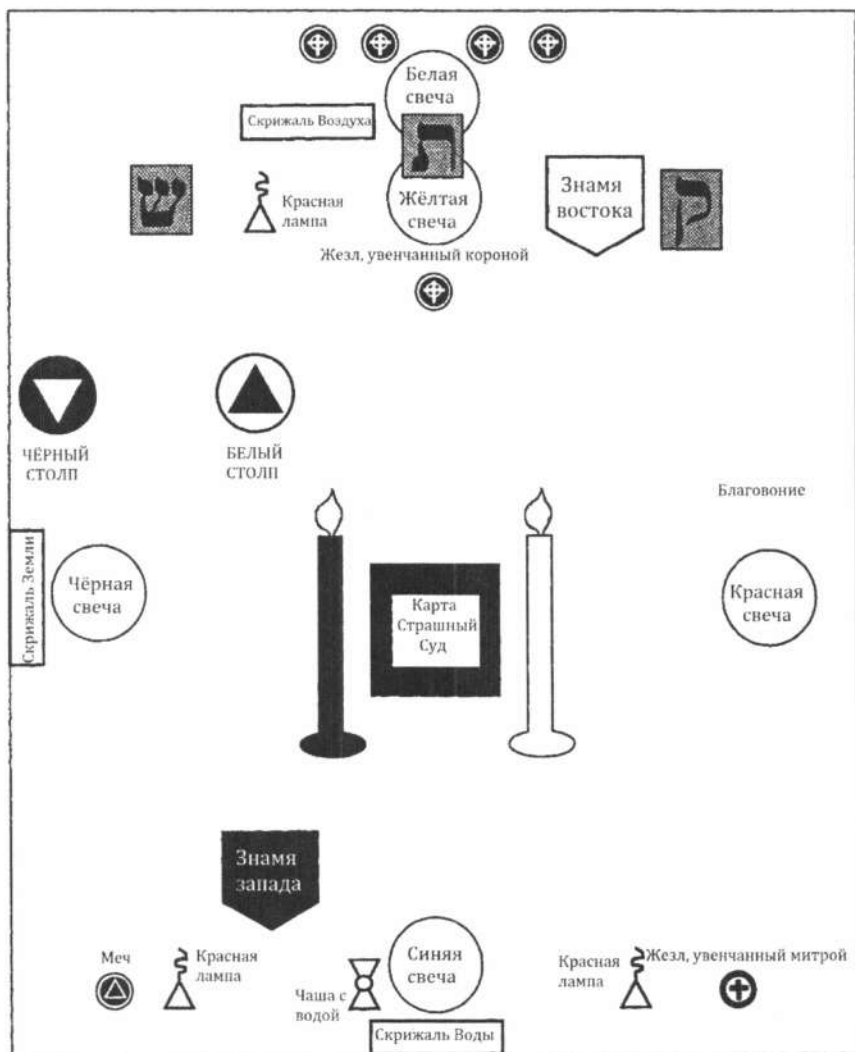 Белая
свеча
Скрижаль Воздуха
ת
ש
Красная
лампа
Жёлтая
свеча
Знамя
востока
ק
Жезл, увенчанный короной
ЧЁРНЫЙ
СТОЛП
БЕЛЫЙ
СТОЛП
Благовоние
Скрижаль Земли
Чёрная
свеча
Карта
Страшный
Суд
Красная
свеча
Знамя
запада
Меч
Красная
лампа
Чаша с
водой
Синяя
свеча
Красная
лампа
Жезл, увенчанный митрой
Скрижаль Воды